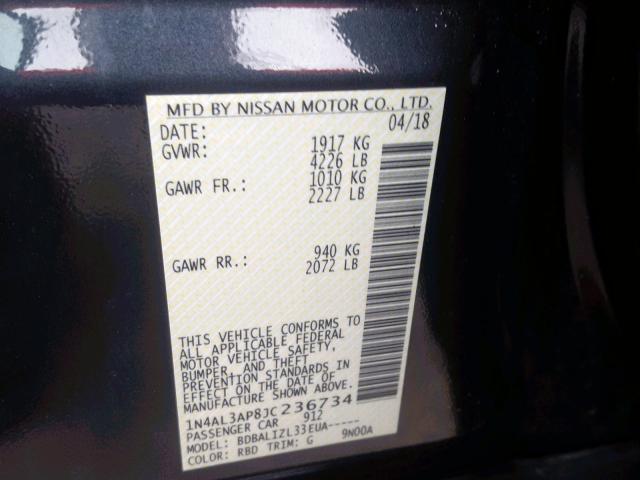 MFD BY NISSAN MOTOR CO., LTD.
DATE: 04/18
GVWR: 1917 KG
4226 LB
GAWR FR.: 1010 KG
2227 LB
GAWR RR.: 940 KG
2072 LB
THIS VEHICLE CONFORMS TO
ALL APPLICABLE FEDERAL
MOTOR VEHICLE SAFETY,
BUMPER, AND THEFT
PREVENTION STANDARDS IN
EFFECT ON THE DATE OF
MANUFACTURE SHOWN ABOVE.
1N4AL3AP8JC236734
PASSENGER CAR 912
MODEL: BDBALIZL33EUA-----
COLOR: RBD TRIM: G 9N00A